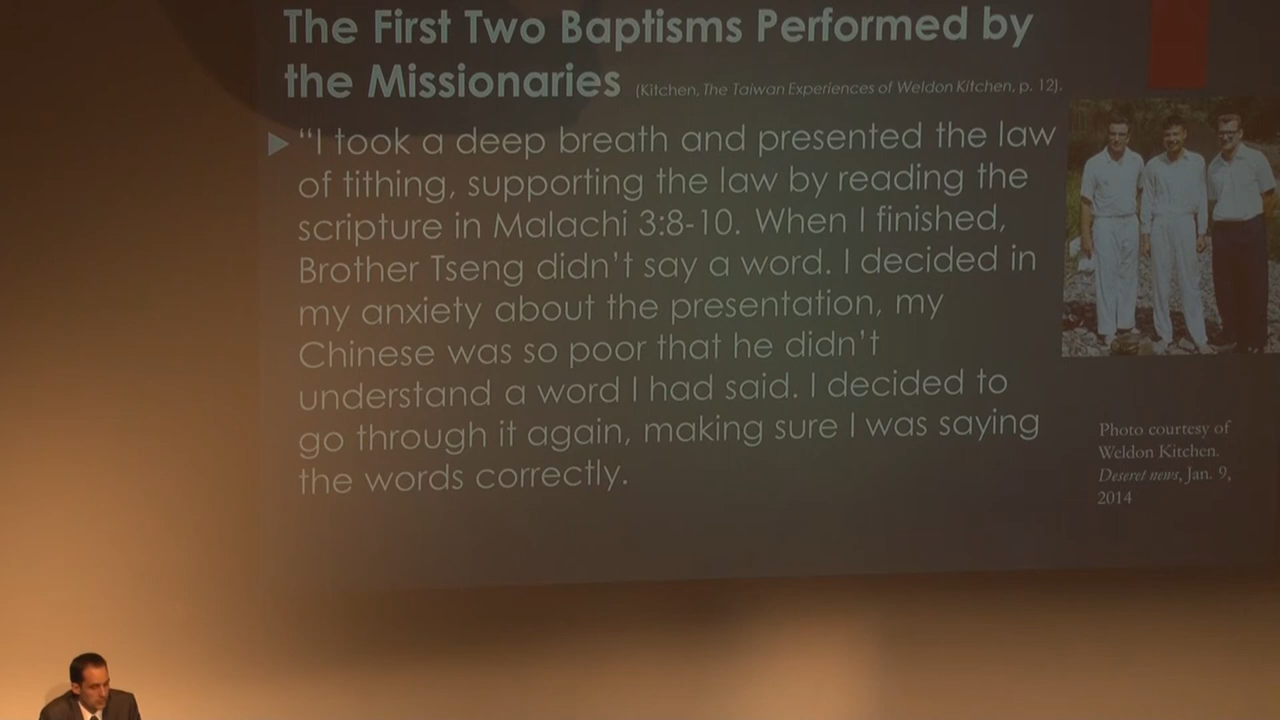 The First Two Baptisms Performed by
the Missionaries (Kitchen, The Taiwan Experiences of Weldon Kitchen, p. 12).
“I took a deep breath and presented the law
of tithing, supporting the law by reading the
scripture in Malachi 3:8-10. When I finished,
Brother Tseng didn’t say a word. I decided in
my anxiety about the presentation, my
Chinese was so poor that he didn’t
understand a word I had said. I decided to
go through it again, making sure I was saying
the words correctly.
Photo courtesy of
Weldon Kitchen.
Deseret news, Jan. 9,
2014